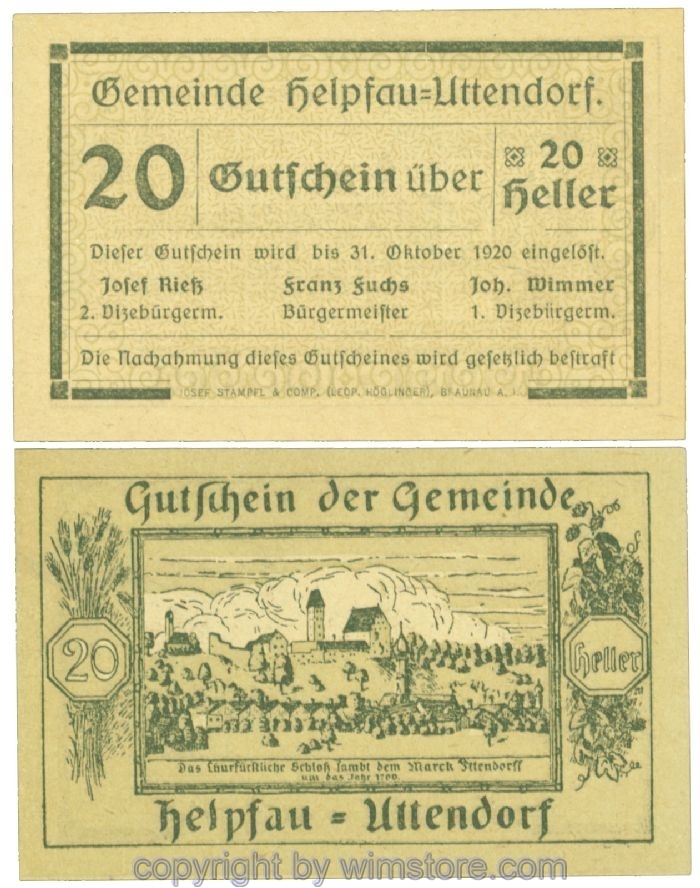 Gemeinde Helpfau=Uttendorf.
20 Gutschein über 20 Heller
Dieser Gutschein wird bis 31. Oktober 1920 eingelöst.
Josef Rieß Franz Fuchs Joh. Wimmer
2. Vizebürgerm. Bürgermeister 1. Vizebürgerm.
Die Nachahmung dieses Gutscheines wird gesetzlich bestraft
JOSEF STAMPFL & COMP. (LEOP. HÖGLINGER), BRAUNAU A. I.
Gutschein der Gemeinde
20 Heller
Das Churfürstliche Schloß sambt dem Marck Yttendorff
um das Jahr 1700.
Helpfau = Uttendorf
copyright by wimstore.com